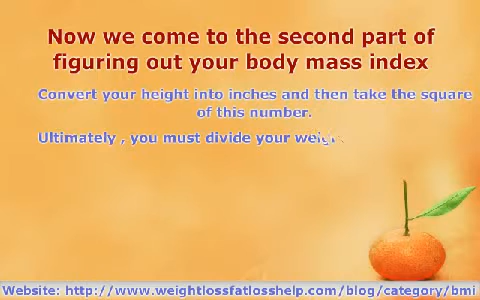 Now we come to the second part of
figuring out your body mass index
Convert your height into inches and then take the square
of this number.
Ultimately , you must divide your
Website: http://www.weightlossfatlosshelp.com/blog/category/bmi